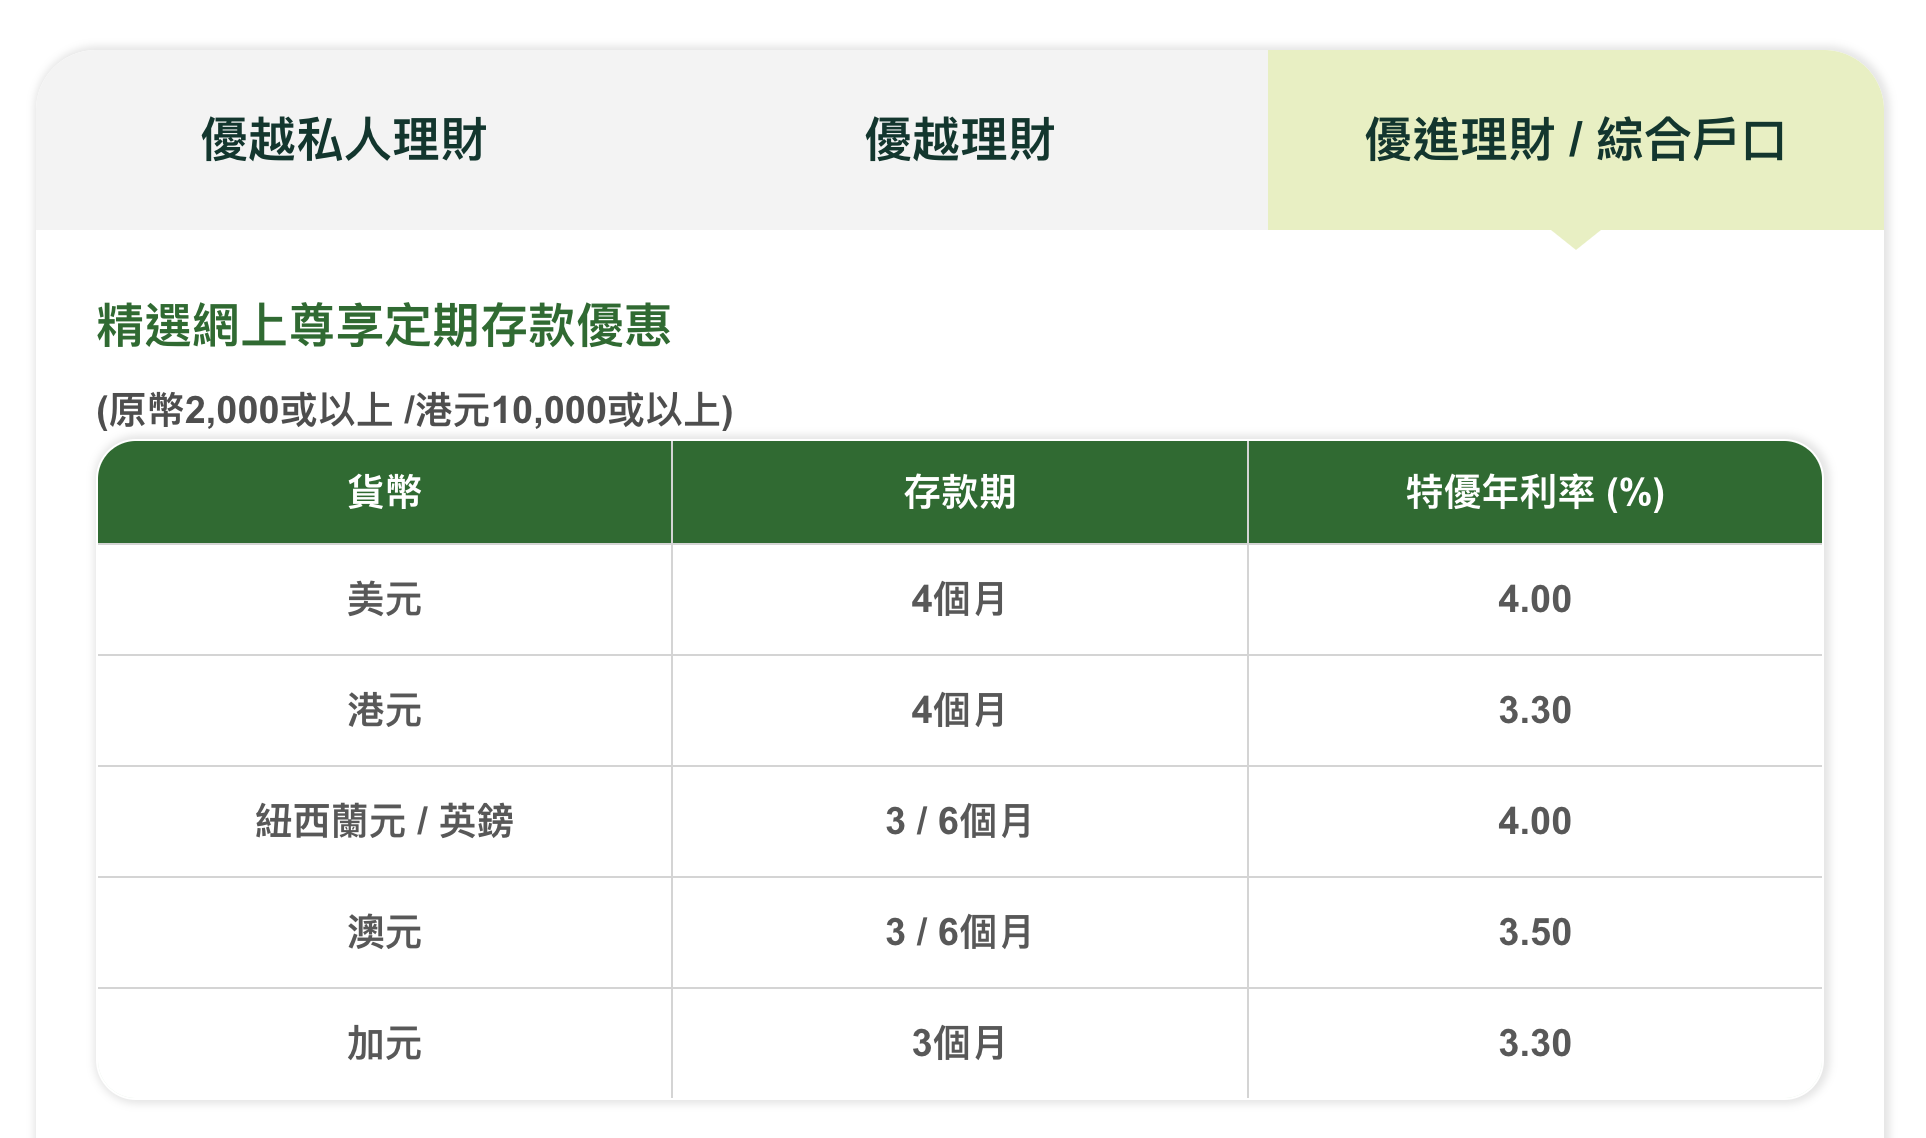 優越私人理財 優越理財 優進理財 / 綜合戶口
精選網上尊享定期存款優惠
(原幣2,000或以上 /港元10,000或以上)
貨幣 存款期 特優年利率 (%)
美元 4個月 4.00
港元 4個月 3.30
紐西蘭元 / 英鎊 3 / 6個月 4.00
澳元 3 / 6個月 3.50
加元 3個月 3.30